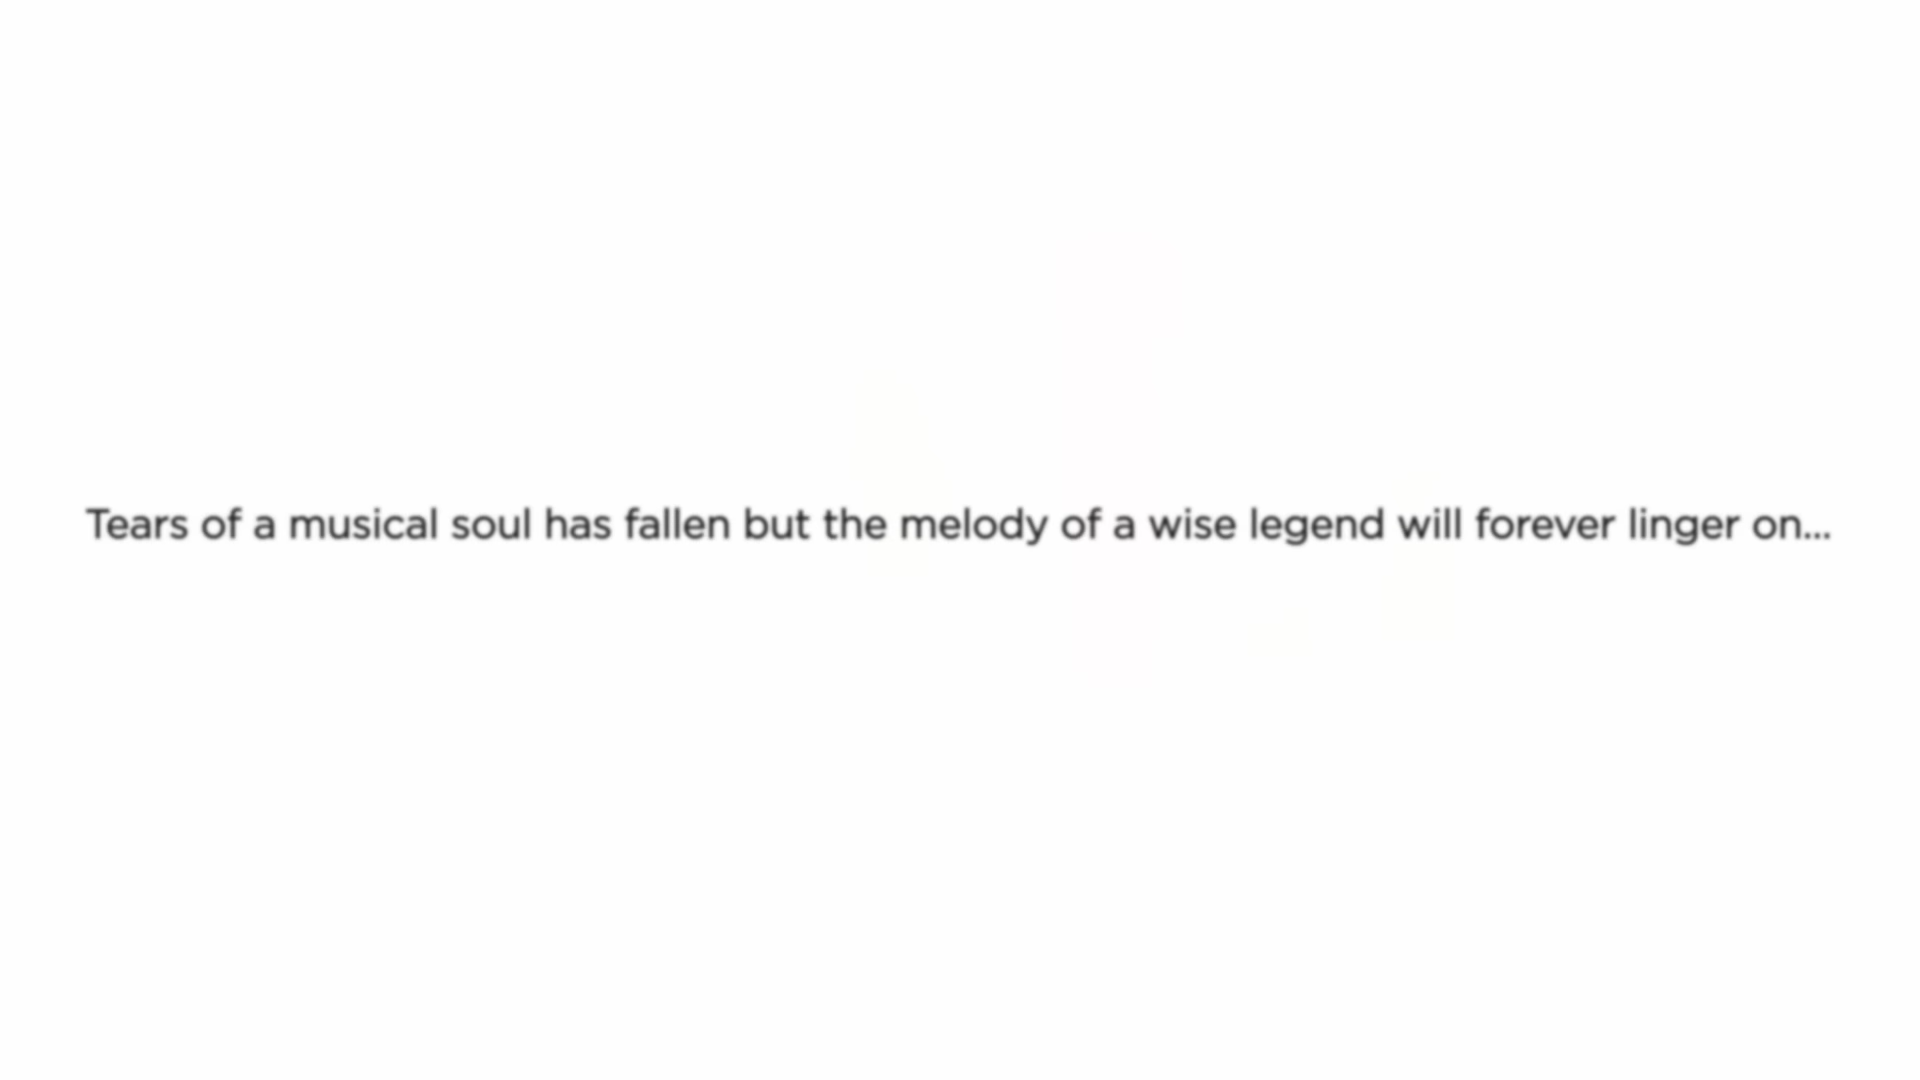 Tears of a musical soul has fallen but the melody of a wise legend will forever linger on...